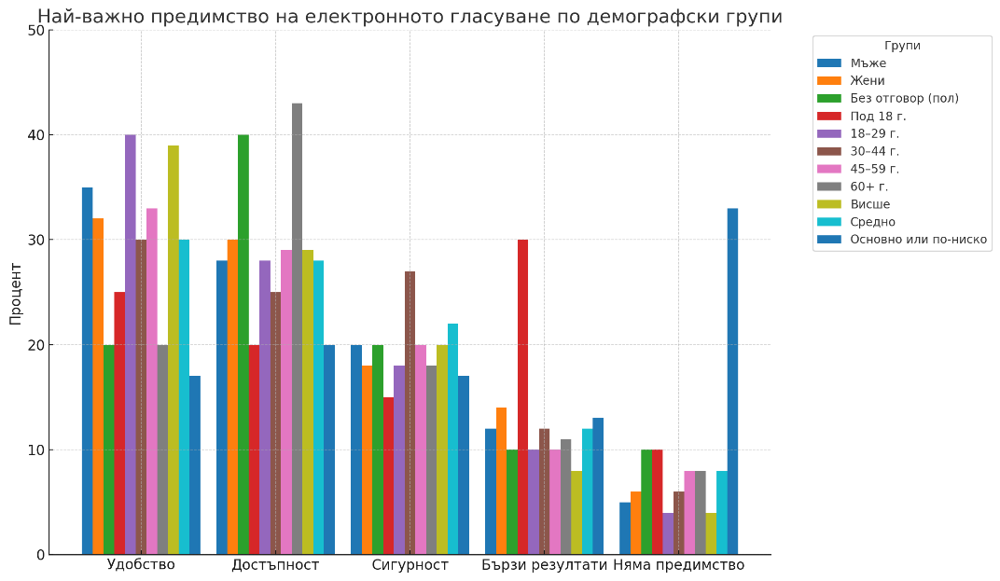 Най-важно предимство на електронното гласуване по демографски групи
Процент
50
40
30
20
10
0
Удобство
Достъпност
Сигурност
Бързи резултати
Няма предимство
Групи
Мъже
Жени
Без отговор (пол)
Под 18 г.
18–29 г.
30–44 г.
45–59 г.
60+ г.
Висше
Средно
Основно или по-ниско